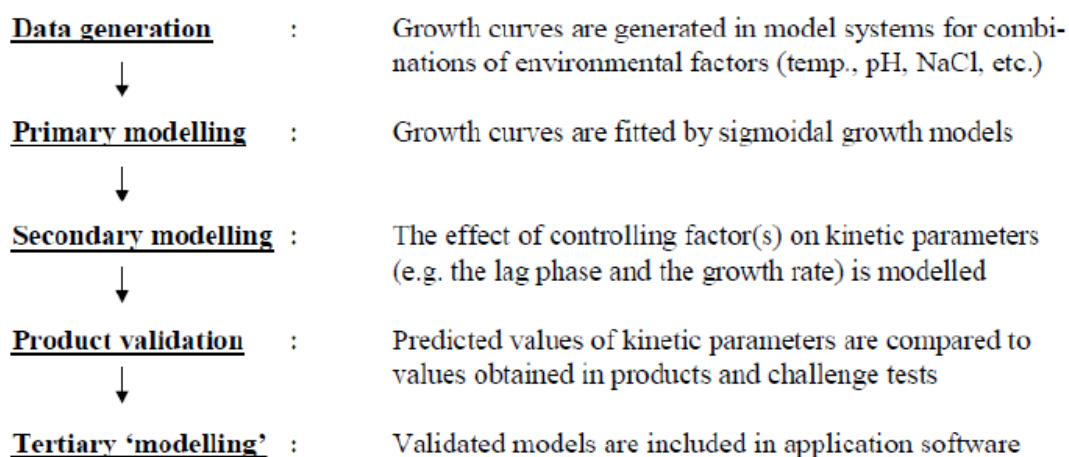 Data generation : Growth curves are generated in model systems for combi-
nations of environmental factors (temp., pH, NaCl, etc.)
Primary modelling : Growth curves are fitted by sigmoidal growth models
Secondary modelling : The effect of controlling factor(s) on kinetic parameters
(e.g. the lag phase and the growth rate) is modelled
Product validation : Predicted values of kinetic parameters are compared to
values obtained in products and challenge tests
Tertiary ‘modelling’ : Validated models are included in application software